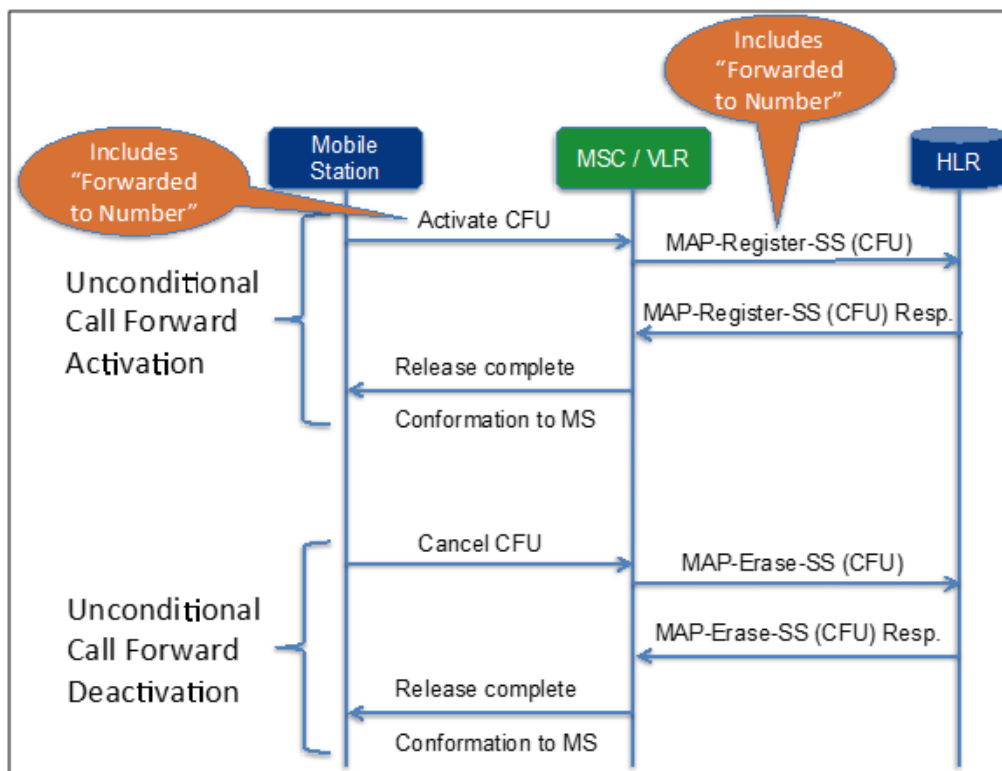 Includes
“Forwarded
to Number”
Includes
“Forwarded
to Number”
Mobile
Station
MSC / VLR
HLR
Activate CFU
MAP-Register-SS (CFU)
Unconditional
Call Forward
Activation
MAP-Register-SS (CFU) Resp.
Release complete
Conformation to MS
Cancel CFU
MAP-Erase-SS (CFU)
Unconditional
Call Forward
Deactivation
MAP-Erase-SS (CFU) Resp.
Release complete
Conformation to MS